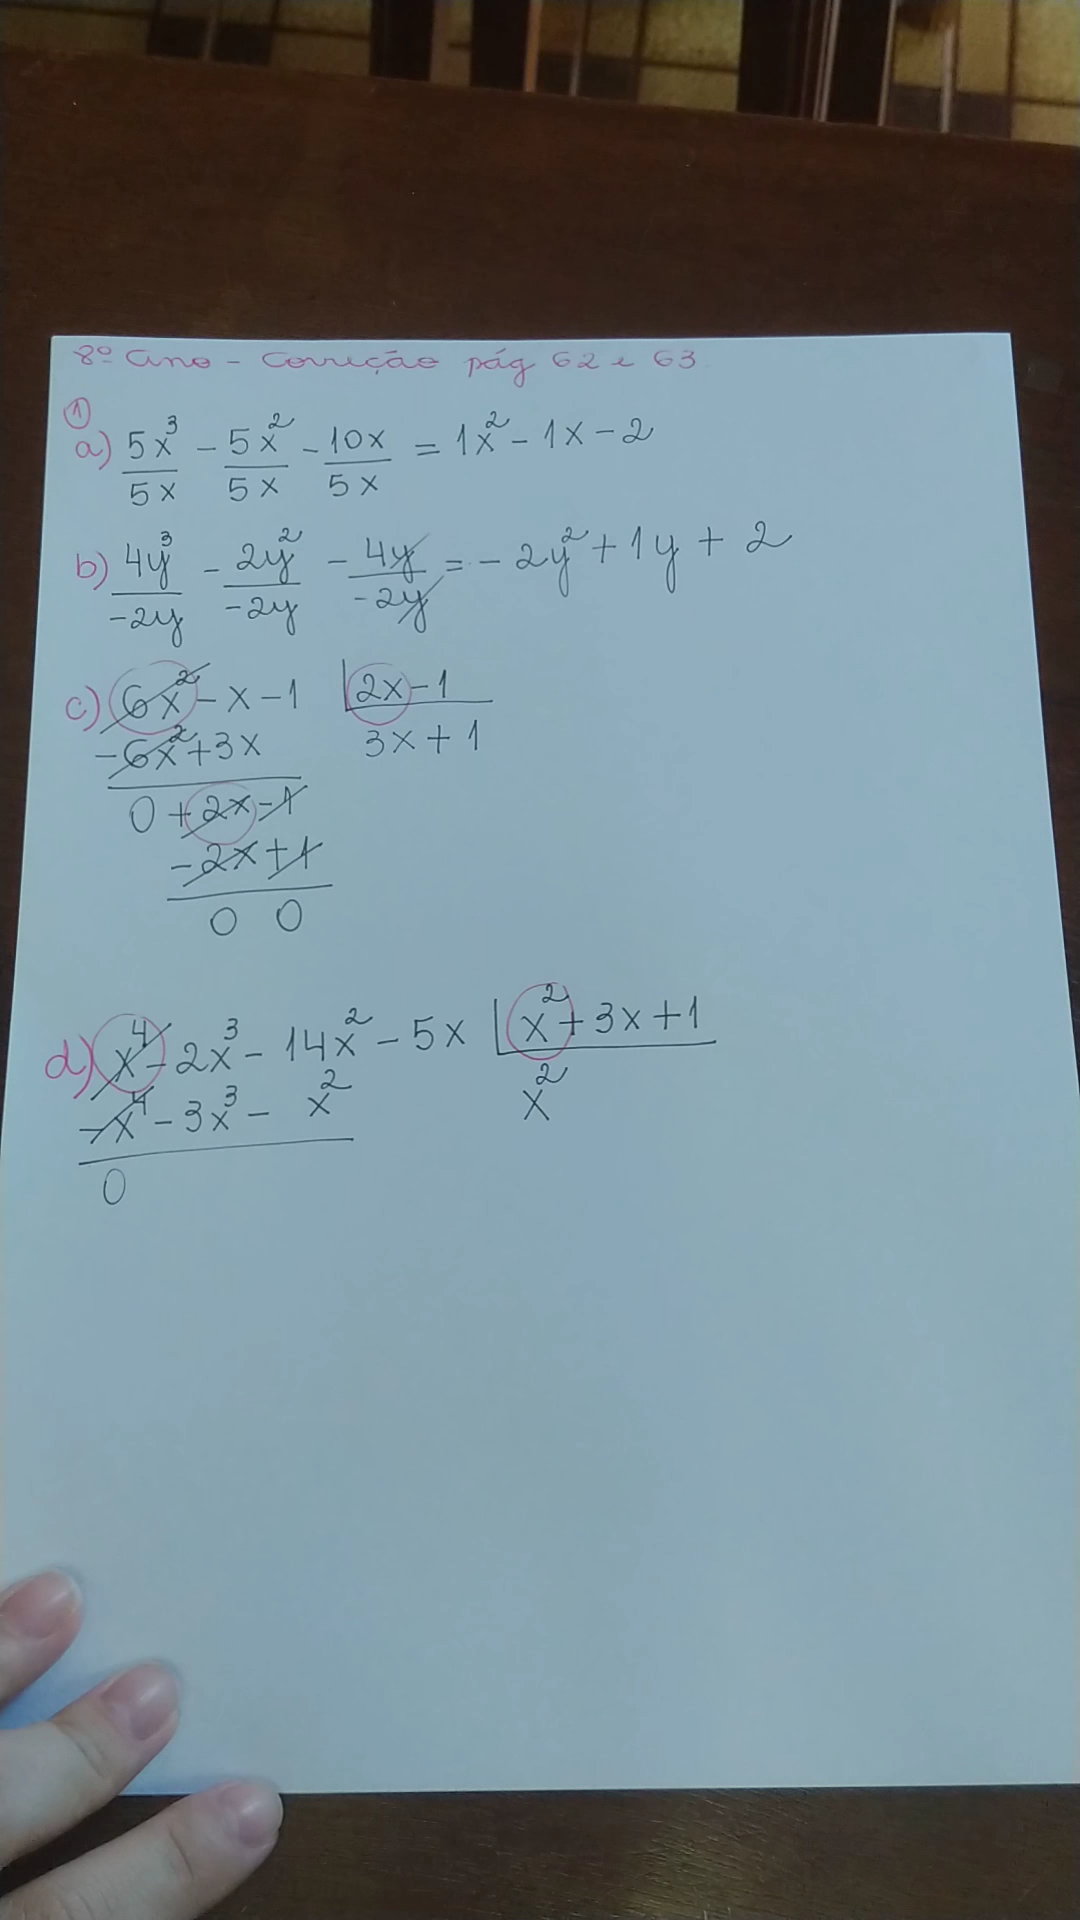 8º Ano - Correção pág 62 e 63
①
a) 5x³/5x - 5x²/5x - 10x/5x = 1x² - 1x - 2
b) 4y³/-2y - 2y²/-2y - 4y/-2y = - 2y² + 1y + 2
c) 6x² - x - 1 | 2x - 1
- 6x² + 3x 3x + 1
0 + 2x - 1
- 2x + 1
0 0
d) x⁴ - 2x³ - 14x² - 5x | x² + 3x + 1
- x⁴ - 3x³ - x² x²
0